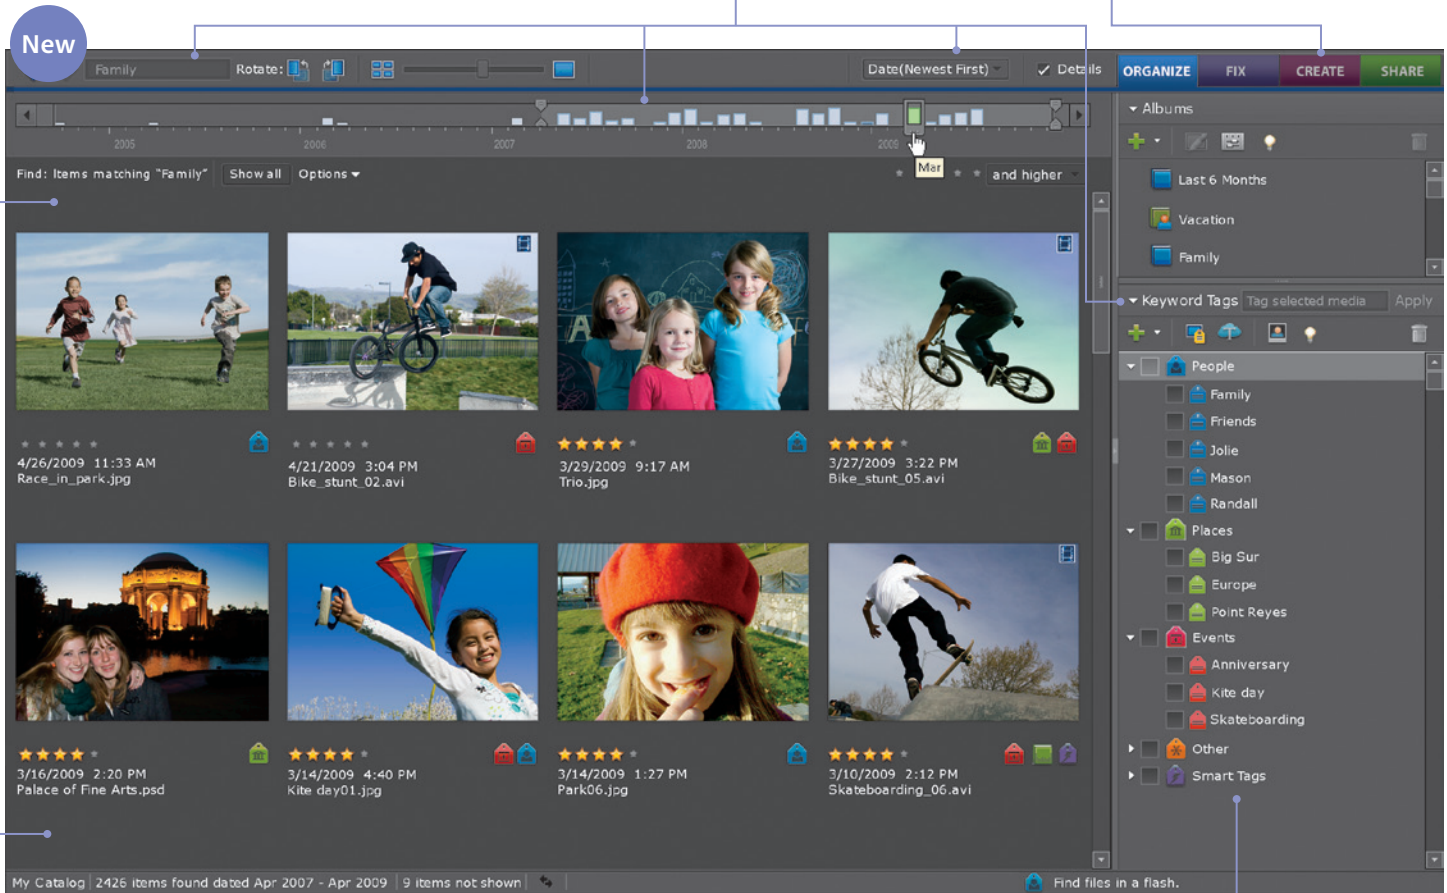 New
Family
Rotate:
Date(Newest First)
Details
ORGANIZE
FIX
CREATE
SHARE
2005
2006
2007
2008
2009
Mar
Find: Items matching "Family"
Show all
Options
and higher
4/26/2009 11:33 AM
Race_in_park.jpg
4/21/2009 3:04 PM
Bike_stunt_02.avi
3/29/2009 9:17 AM
Trio.jpg
3/27/2009 3:22 PM
Bike_stunt_05.avi
3/16/2009 2:20 PM
Palace of Fine Arts.psd
3/14/2009 4:40 PM
Kite day01.jpg
3/14/2009 1:27 PM
Park06.jpg
3/10/2009 2:12 PM
Skateboarding_06.avi
Albums
Last 6 Months
Vacation
Family
Keyword Tags
Tag selected media
Apply
People
Family
Friends
Jolie
Mason
Randall
Places
Big Sur
Europe
Point Reyes
Events
Anniversary
Kite day
Skateboarding
Other
Smart Tags
My Catalog
2426 items found dated Apr 2007 - Apr 2009
9 items not shown
Find files in a flash.